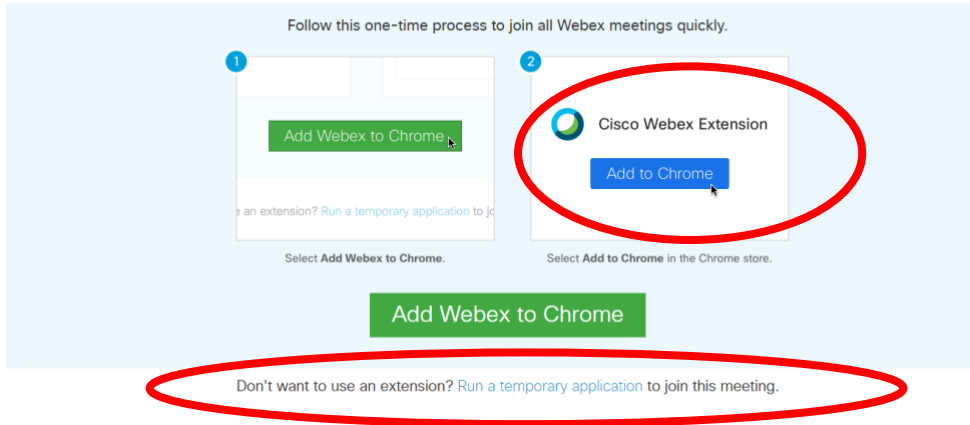 Follow this one-time process to join all Webex meetings quickly.
1
2
Add Webex to Chrome
Cisco Webex Extension
Add to Chrome
an extension? Run a temporary application to
Select Add Webex to Chrome.
Select Add to Chrome in the Chrome store.
Add Webex to Chrome
Don't want to use an extension? Run a temporary application to join this meeting.